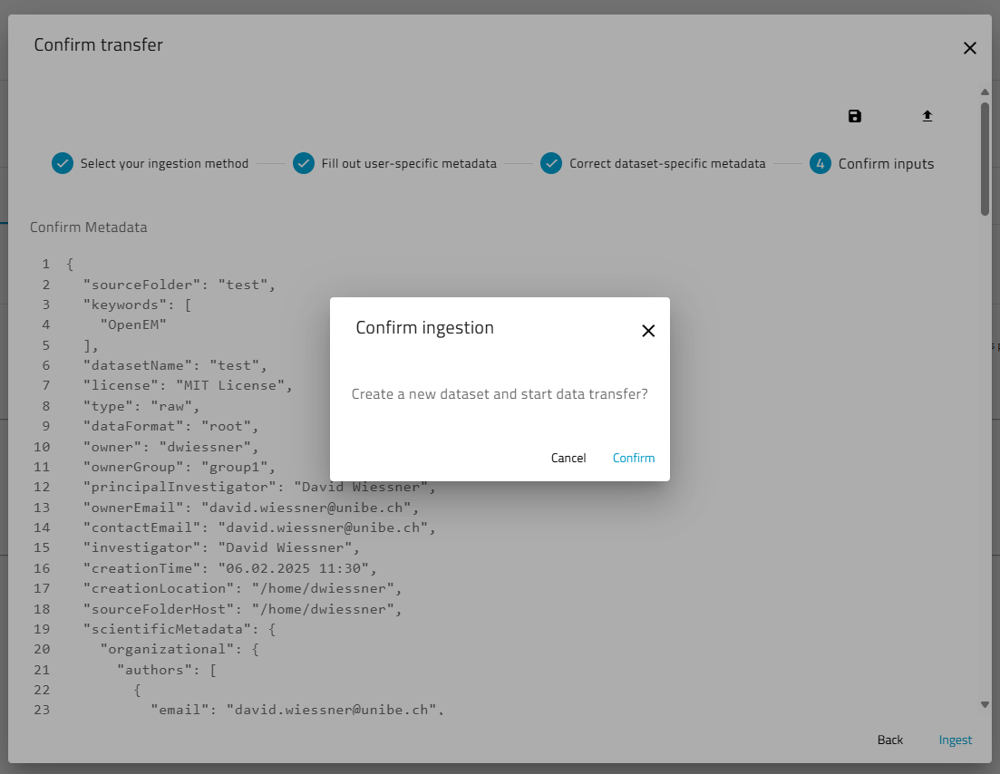 Confirm transfer
Select your ingestion method
Fill out user-specific metadata
Correct dataset-specific metadata
4 Confirm inputs
Confirm Metadata
1 {
2 "sourceFolder": "test",
3 "keywords": [
4 "OpenEM"
5 ],
6 "datasetName": "test",
7 "license": "MIT License",
8 "type": "raw",
9 "dataFormat": "root",
10 "owner": "dwiessner",
11 "ownerGroup": "group1",
12 "principalInvestigator": "David Wiessner",
13 "ownerEmail": "david.wiessner@unibe.ch",
14 "contactEmail": "david.wiessner@unibe.ch",
15 "investigator": "David Wiessner",
16 "creationTime": "06.02.2025 11:30",
17 "creationLocation": "/home/dwiessner",
18 "sourceFolderHost": "/home/dwiessner",
19 "scientificMetadata": {
20 "organizational": {
21 "authors": [
22 {
23 "email": "david.wiessner@unibe.ch",
Confirm ingestion
Create a new dataset and start data transfer?
Cancel
Confirm
Back
Ingest